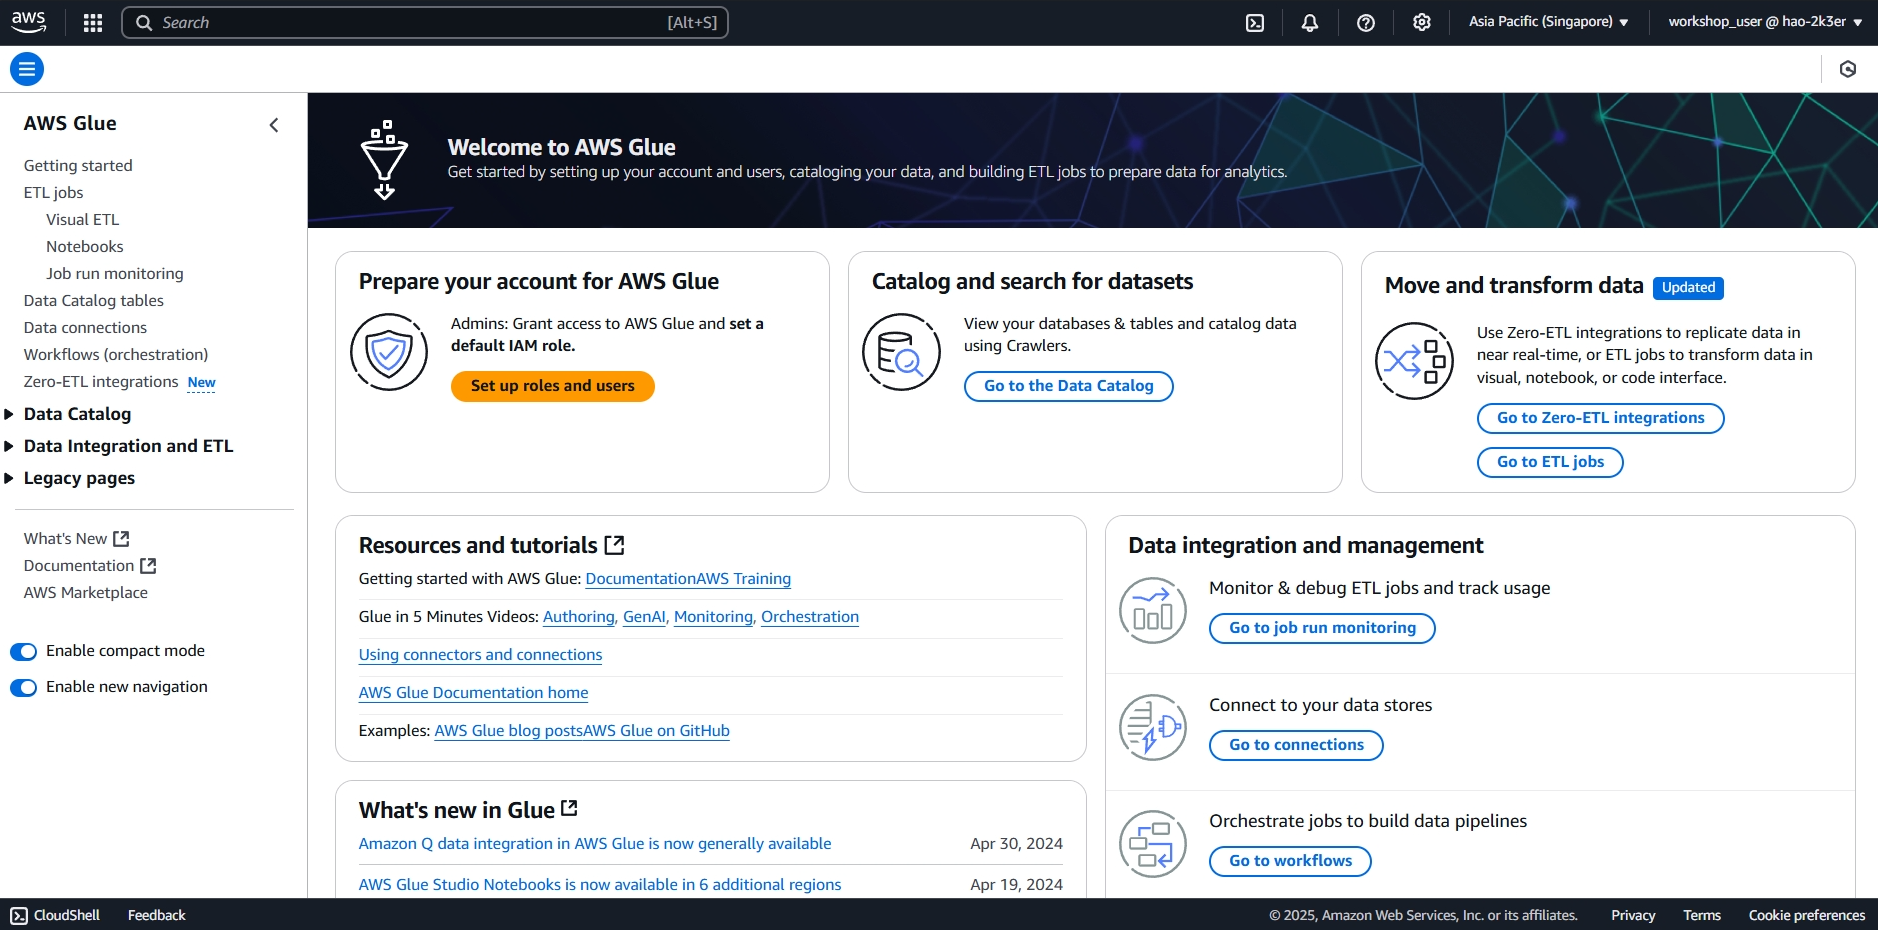 aws
Search [Alt+S]
Asia Pacific (Singapore)
workshop_user @ hao-2k3er
AWS Glue
Getting started
ETL jobs
Visual ETL
Notebooks
Job run monitoring
Data Catalog tables
Data connections
Workflows (orchestration)
Zero-ETL integrations New
Data Catalog
Data Integration and ETL
Legacy pages
What's New
Documentation
AWS Marketplace
Enable compact mode
Enable new navigation
Welcome to AWS Glue
Get started by setting up your account and users, cataloging your data, and building ETL jobs to prepare data for analytics.
Prepare your account for AWS Glue
Admins: Grant access to AWS Glue and set a
default IAM role.
Set up roles and users
Catalog and search for datasets
View your databases & tables and catalog data
using Crawlers.
Go to the Data Catalog
Move and transform data Updated
Use Zero-ETL integrations to replicate data in
near real-time, or ETL jobs to transform data in
visual, notebook, or code interface.
Go to Zero-ETL integrations
Go to ETL jobs
Resources and tutorials
Getting started with AWS Glue: DocumentationAWS Training
Glue in 5 Minutes Videos: Authoring, GenAI, Monitoring, Orchestration
Using connectors and connections
AWS Glue Documentation home
Examples: AWS Glue blog postsAWS Glue on GitHub
What's new in Glue
Amazon Q data integration in AWS Glue is now generally available Apr 30, 2024
AWS Glue Studio Notebooks is now available in 6 additional regions Apr 19, 2024
Data integration and management
Monitor & debug ETL jobs and track usage
Go to job run monitoring
Connect to your data stores
Go to connections
Orchestrate jobs to build data pipelines
Go to workflows
CloudShell Feedback
© 2025, Amazon Web Services, Inc. or its affiliates. Privacy Terms Cookie preferences